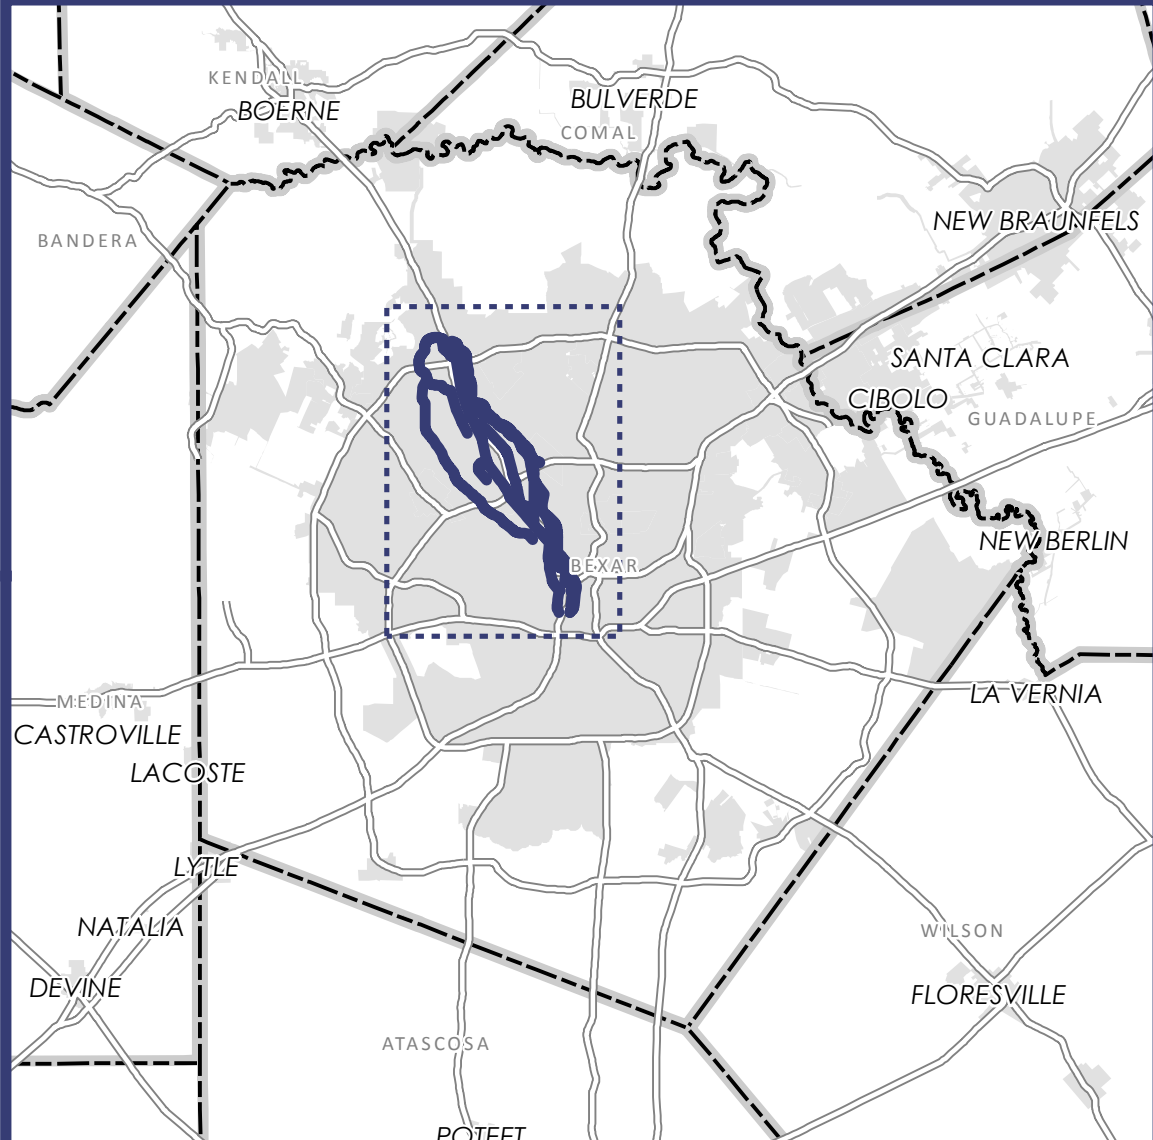 KENDALL
BOERNE
BULVERDE
COMAL
NEW BRAUNFELS
BANDERA
SANTA CLARA
CIBOLO
GUADALUPE
NEW BERLIN
BEXAR
LA VERNIA
MEDINA
CASTROVILLE
LACOSTE
LYTLE
NATALIA
WILSON
DEVINE
FLORESVILLE
ATASCOSA
POTEET